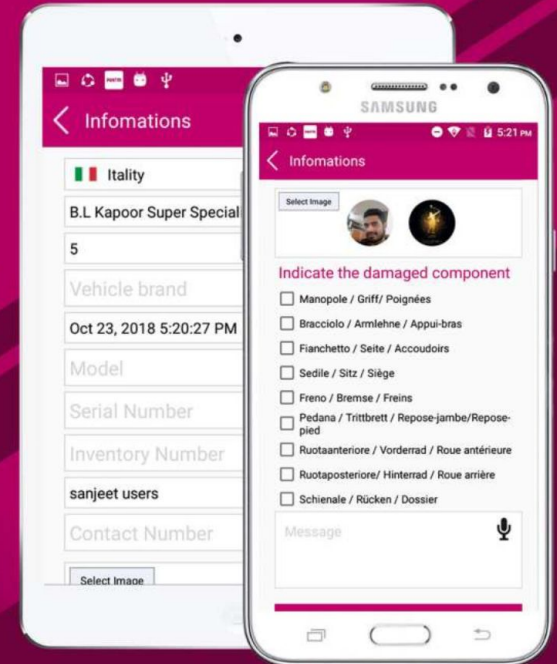 Infomations
Itality
B.L Kapoor Super Special
5
Vehicle brand
Oct 23, 2018 5:20:27 PM
Model
Serial Number
Inventory Number
sanjeet users
Contact Number
Select Image
SAMSUNG
5:21 PM
Infomations
Select Image
Indicate the damaged component
Manopole / Griff/ Poignées
Bracciolo / Armlehne / Appui-bras
Fianchetto / Seite / Accoudoirs
Sedile / Sitz / Siège
Freno / Bremse / Freins
Pedana / Trittbrett / Repose-jambe/Repose-
pied
Ruotaanteriore / Vorderrad / Roue antérieure
Ruotaposteriore/ Hinterrad / Roue arrière
Schienale / Rücken / Dossier
Message